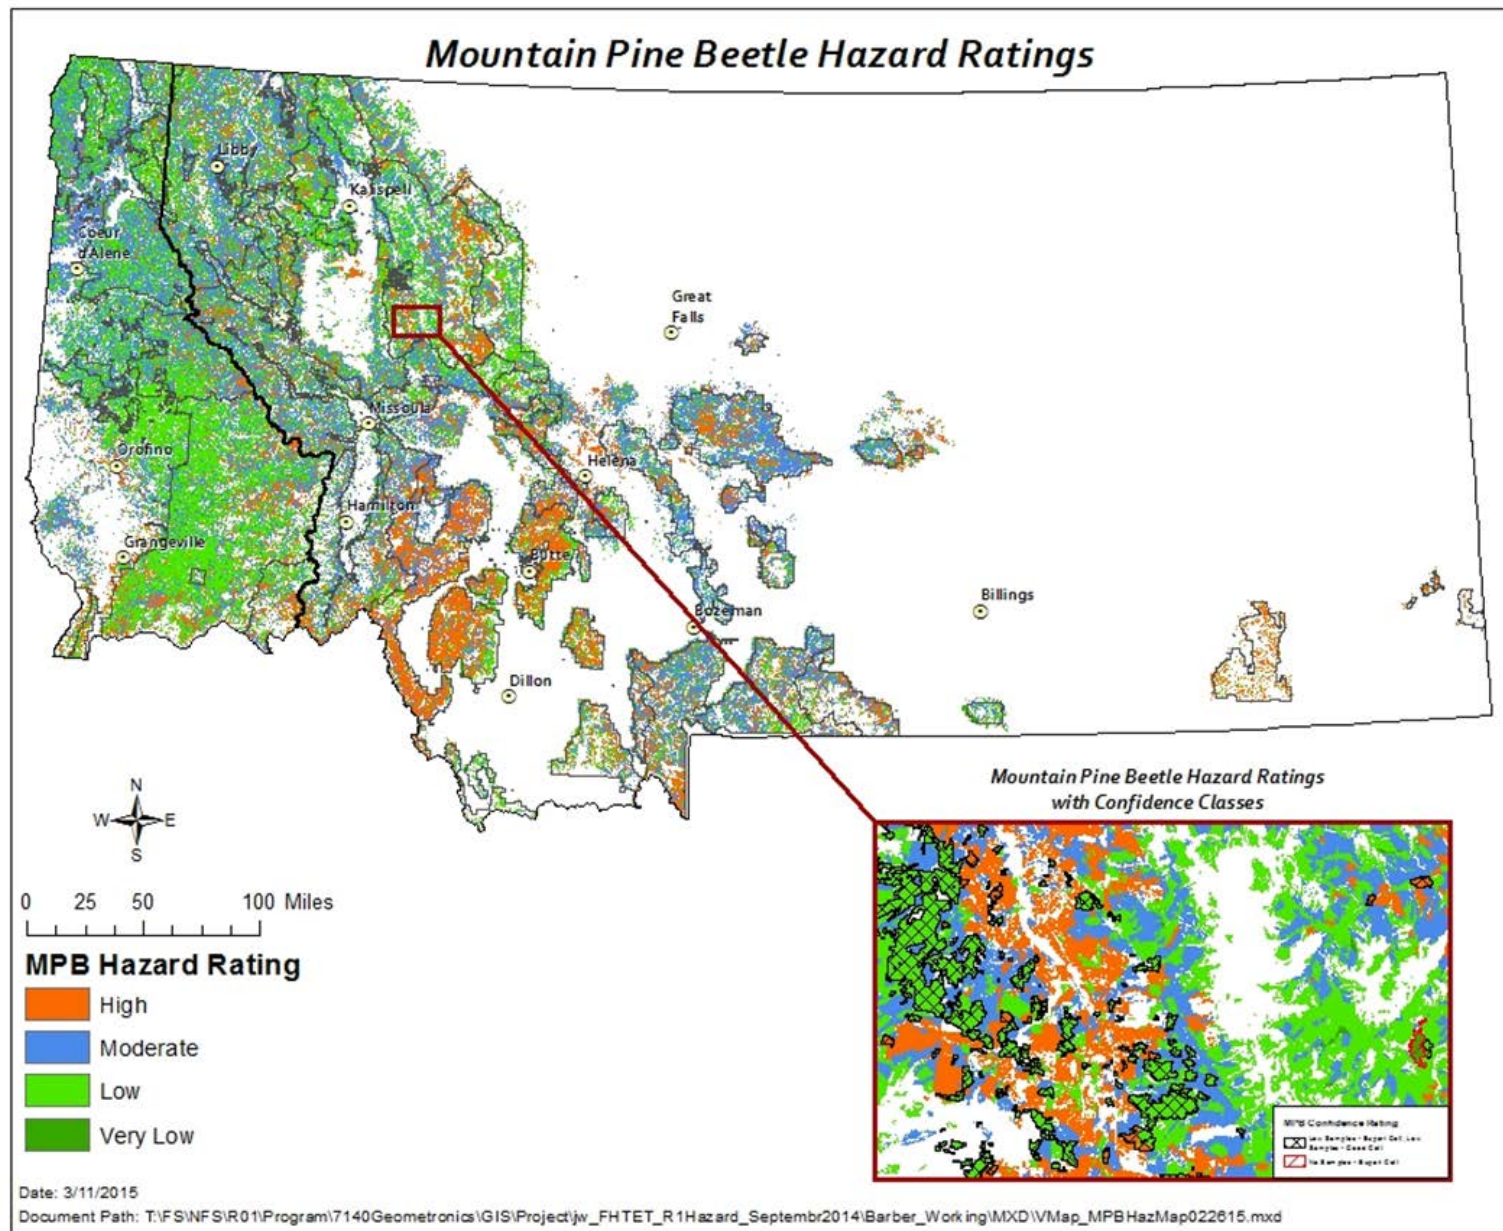 Mountain Pine Beetle Hazard Ratings
Libby
Kalispell
Coeur
d'Alene
Great
Falls
Missoula
Orofino
Helena
Hamilton
Grangeville
Butte
Billings
Bozeman
Dillon
N
W E
S
0 25 50 100 Miles
MPB Hazard Rating
High
Moderate
Low
Very Low
Mountain Pine Beetle Hazard Ratings
with Confidence Classes
MPB Confidence Rating
Date: 3/11/2015
Document Path: T:\FS\NFS\R01\Program\7140Geometronics\GIS\Project\jw_FHTET_R1Hazard_Septembr2014\Barber_Working\MXD\VMap_MPBHazMap022615.mxd